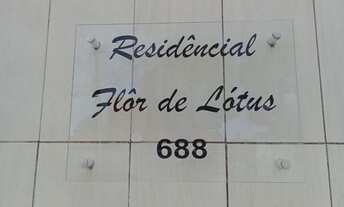 Residêncial
Flôr de Lótus
688